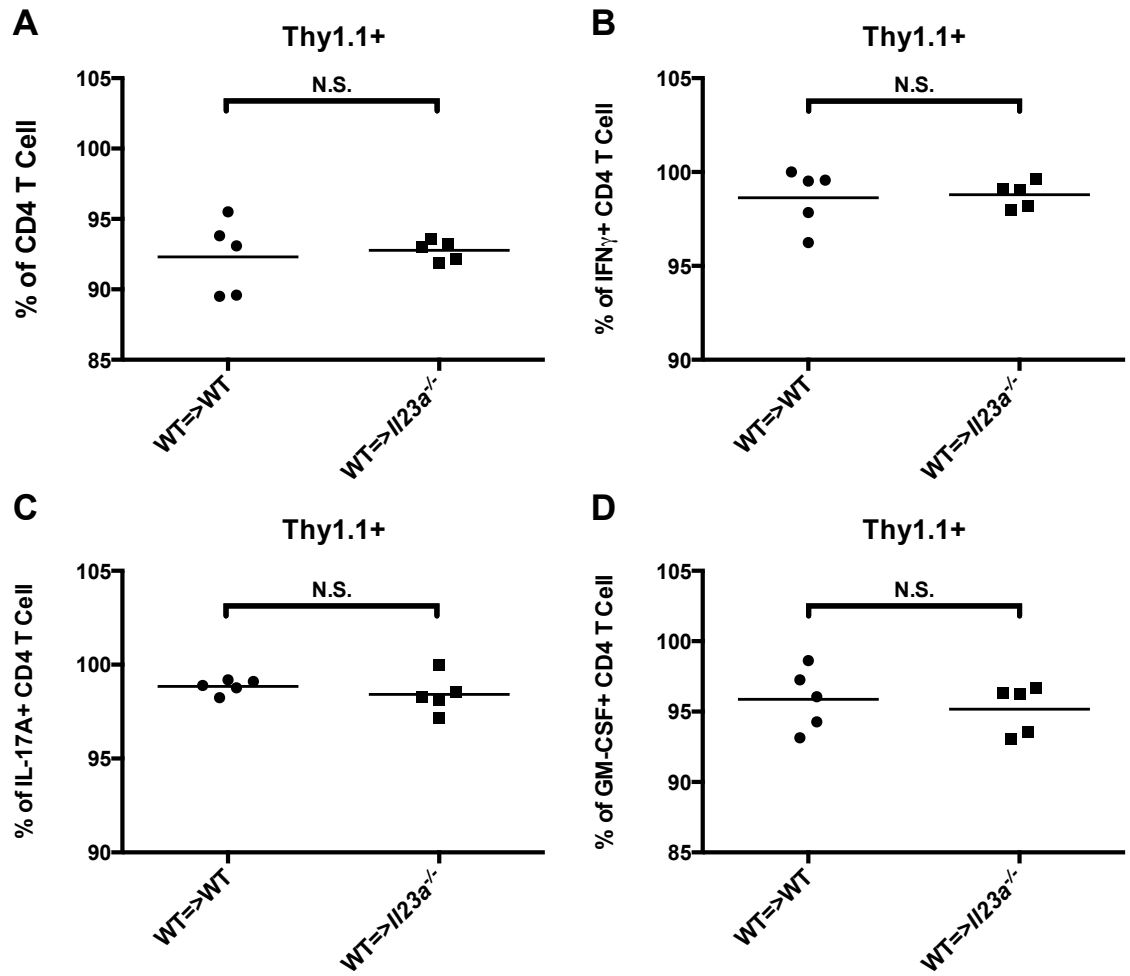 A
Thy1.1+
% of CD4 T Cell
105
100
95
90
85
N.S.
WT=>WT
WT=>Il23a-/-
B
Thy1.1+
% of IFNγ+ CD4 T Cell
105
100
95
90
N.S.
WT=>WT
WT=>Il23a-/-
C
Thy1.1+
% of IL-17A+ CD4 T Cell
105
100
95
90
N.S.
WT=>WT
WT=>Il23a-/-
D
Thy1.1+
% of GM-CSF+ CD4 T Cell
105
100
95
90
85
N.S.
WT=>WT
WT=>Il23a-/-